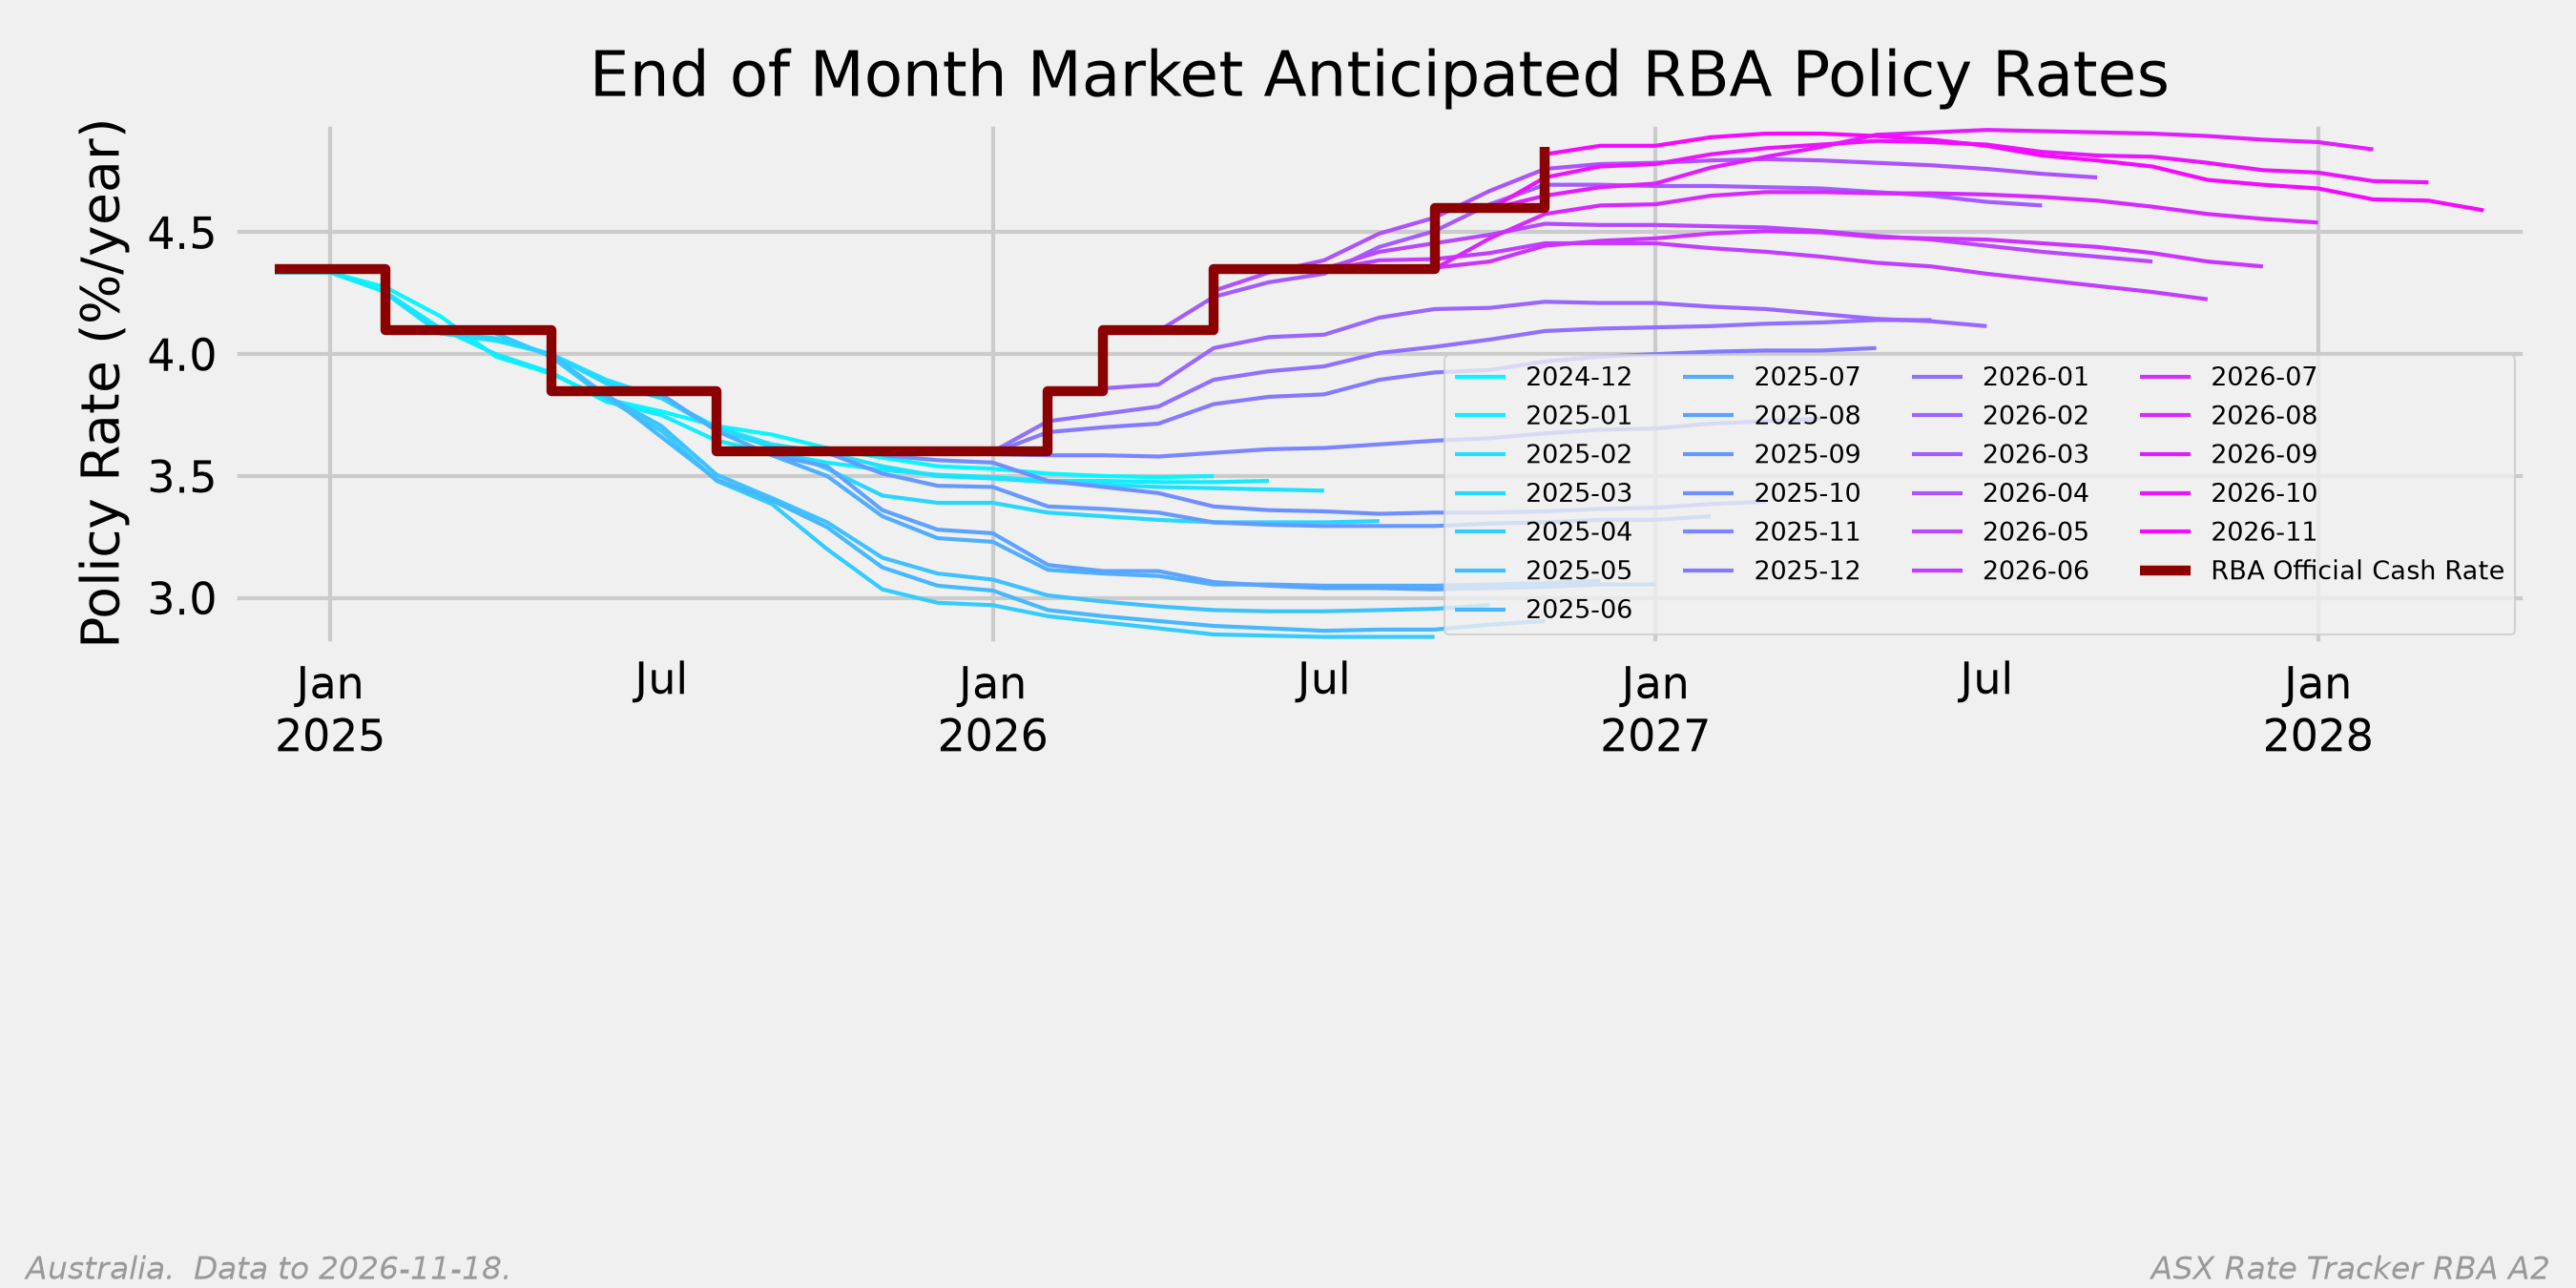 End of Month Market Anticipated RBA Policy Rates
Policy Rate (%/year)
4.5
4.0
3.5
3.0
Jan
2025
Jul
Jan
2026
Jul
Jan
2027
Jul
Jan
2028
2024-12
2025-01
2025-02
2025-03
2025-04
2025-05
2025-06
2025-07
2025-08
2025-09
2025-10
2025-11
2025-12
2026-01
2026-02
2026-03
2026-04
2026-05
2026-06
2026-07
2026-08
2026-09
2026-10
2026-11
RBA Official Cash Rate
Australia.  Data to 2026-11-18.
ASX Rate Tracker RBA A2